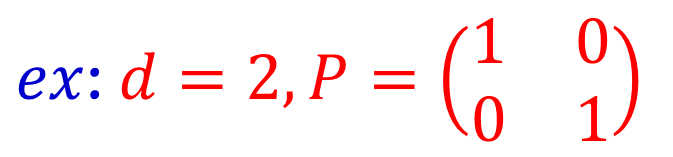 ex: d = 2, P = (1 0
0 1)